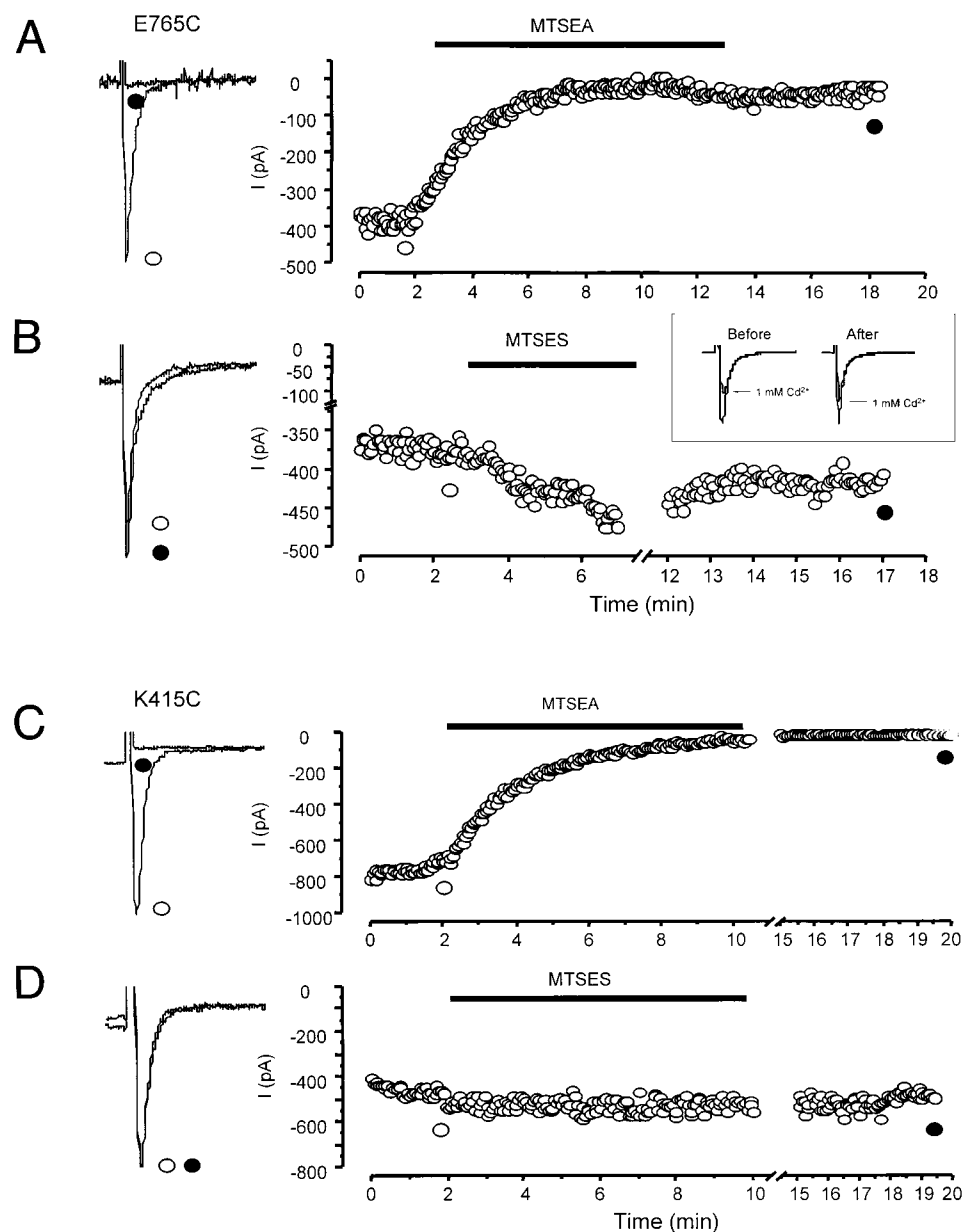 A
E765C
MTSEA
I (pA)
0
-100
-200
-300
-400
-500
0 2 4 6 8 10 12 14 16 18 20
B
MTSES
Before After
1 mM Cd²⁺ 1 mM Cd²⁺
I (pA)
0
-50
-100
-350
-400
-450
-500
0 2 4 6 12 13 14 15 16 17 18
Time (min)
C
K415C
MTSEA
I (pA)
0
-200
-400
-600
-800
-1000
0 2 4 6 8 10 15 16 17 18 19 20
D
MTSES
I (pA)
0
-200
-400
-600
-800
0 2 4 6 8 10 15 16 17 18 19 20
Time (min)